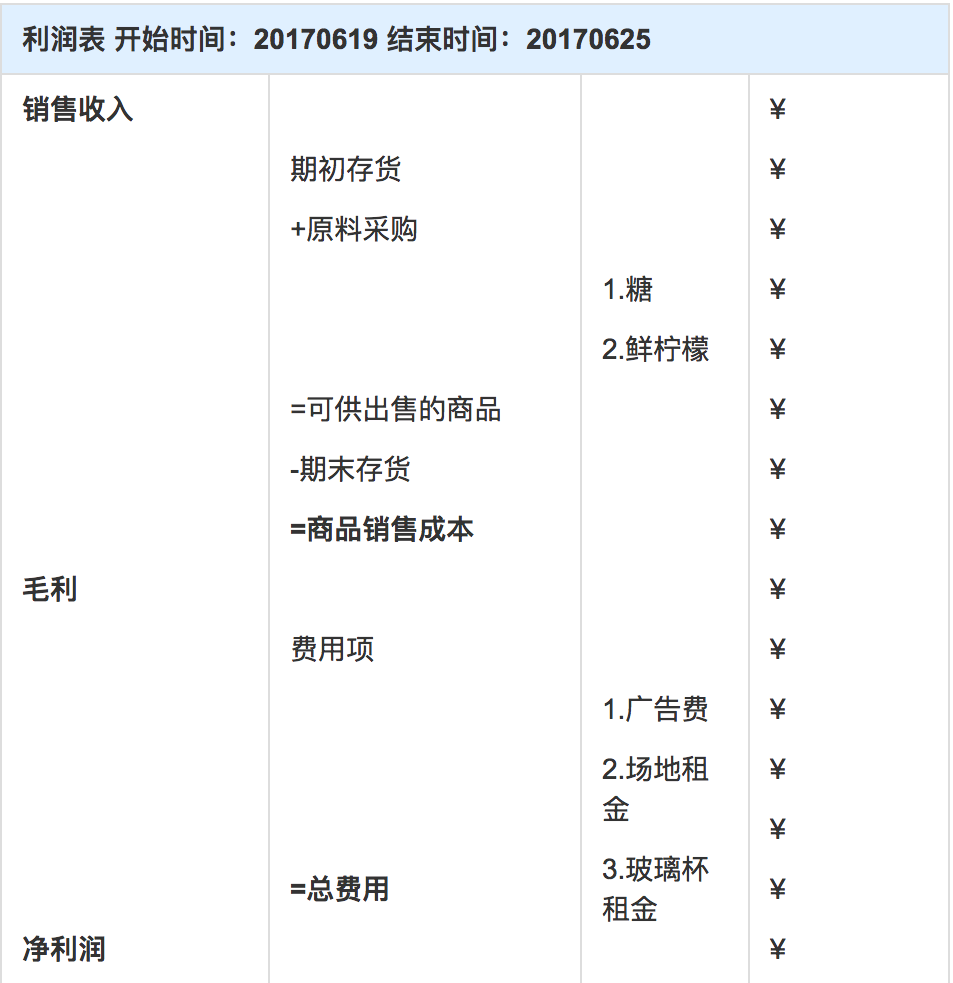 利润表 开始时间：20170619 结束时间：20170625
销售收入 ¥
期初存货 ¥
+原料采购 ¥
1.糖 ¥
2.鲜柠檬 ¥
=可供出售的商品 ¥
-期末存货 ¥
=商品销售成本 ¥
毛利 ¥
费用项 ¥
1.广告费 ¥
2.场地租 ¥
金
¥
3.玻璃杯
=总费用 ¥
租金
净利润 ¥